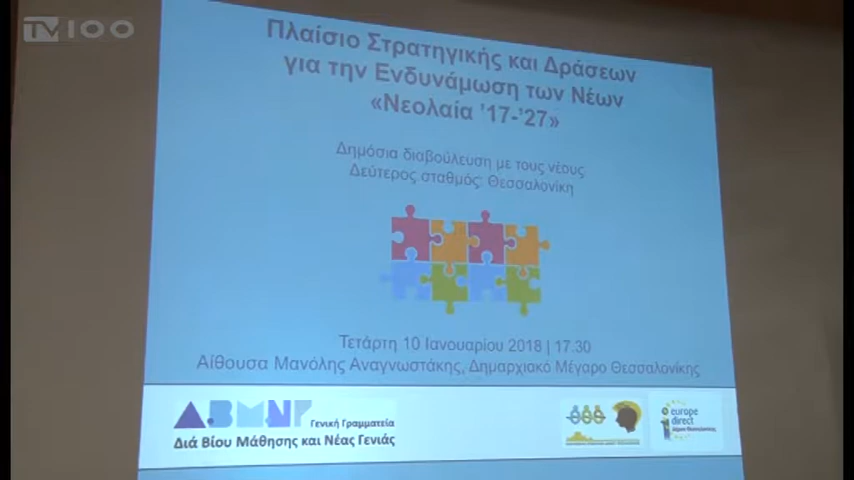 TV100
Πλαίσιο Στρατηγικής και Δράσεων
για την Ενδυνάμωση των Νέων
«Νεολαία '17-'27»
Δημόσια διαβούλευση με τους νέους
Δεύτερος σταθμός: Θεσσαλονίκη
Τετάρτη 10 Ιανουαρίου 2018 | 17.30
Αίθουσα Μανόλης Αναγνωστάκης, Δημαρχιακό Μέγαρο Θεσσαλονίκης
Γενική Γραμματεία
Διά Βίου Μάθησης και Νέας Γενιάς
europe
direct